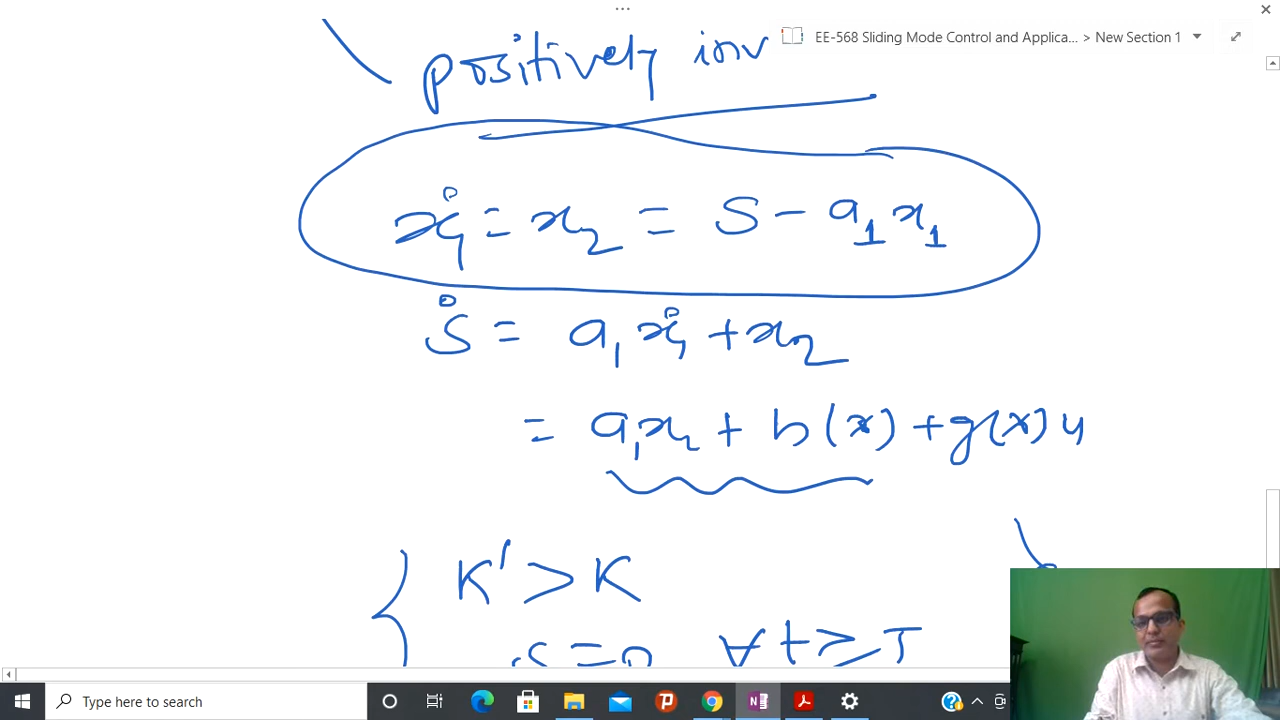 ...
EE-568 Sliding Mode Control and Applica... > New Section 1
positively inv
ẋ₁ = x₂ = S - a₁x₁
Ṡ = a₁ẋ₁ + x₂
= a₁x₂ + h(x) + g(x)u
K' > K
S = 0 ∀ t ≥ T
Type here to search